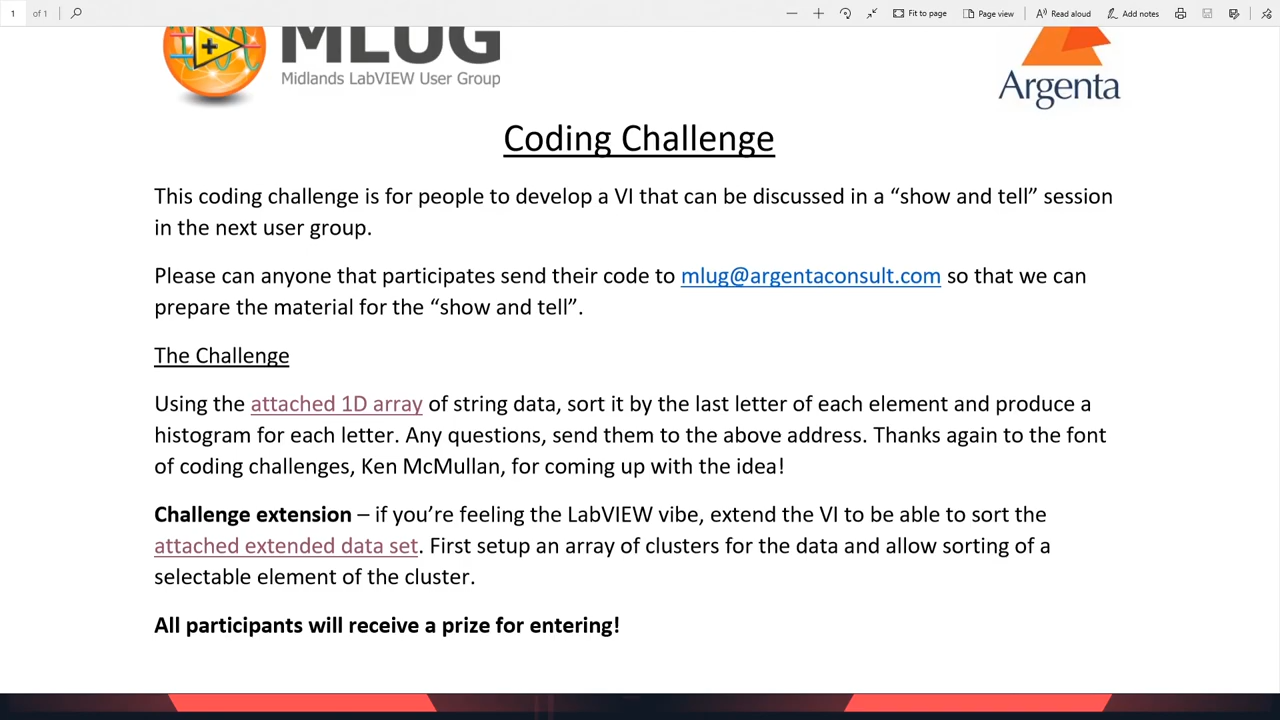 1 of 1 Fit to page Page view Read aloud Add notes
MLUG
Midlands LabVIEW User Group
Argenta
Coding Challenge
This coding challenge is for people to develop a VI that can be discussed in a “show and tell” session
in the next user group.
Please can anyone that participates send their code to mlug@argentaconsult.com so that we can
prepare the material for the “show and tell”.
The Challenge
Using the attached 1D array of string data, sort it by the last letter of each element and produce a
histogram for each letter. Any questions, send them to the above address. Thanks again to the font
of coding challenges, Ken McMullan, for coming up with the idea!
Challenge extension – if you’re feeling the LabVIEW vibe, extend the VI to be able to sort the
attached extended data set. First setup an array of clusters for the data and allow sorting of a
selectable element of the cluster.
All participants will receive a prize for entering!